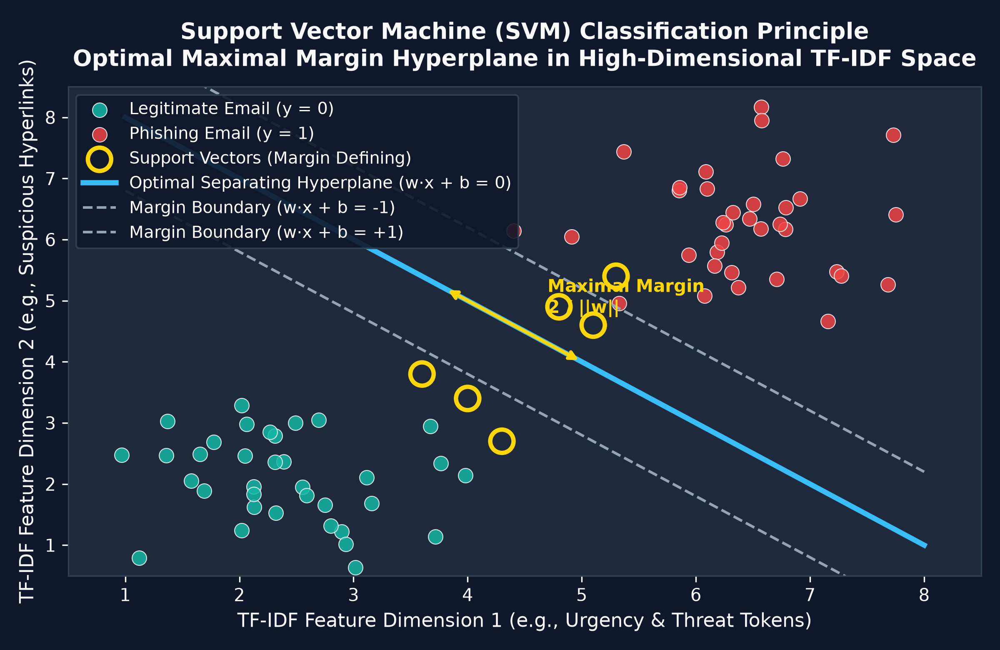 Support Vector Machine (SVM) Classification Principle
Optimal Maximal Margin Hyperplane in High-Dimensional TF-IDF Space
TF-IDF Feature Dimension 2 (e.g., Suspicious Hyperlinks)
8
7
6
5
4
3
2
1
Legitimate Email (y = 0)
Phishing Email (y = 1)
Support Vectors (Margin Defining)
Optimal Separating Hyperplane (w·x + b = 0)
Margin Boundary (w·x + b = -1)
Margin Boundary (w·x + b = +1)
Maximal Margin
2 / ||w||
1 2 3 4 5 6 7 8
TF-IDF Feature Dimension 1 (e.g., Urgency & Threat Tokens)